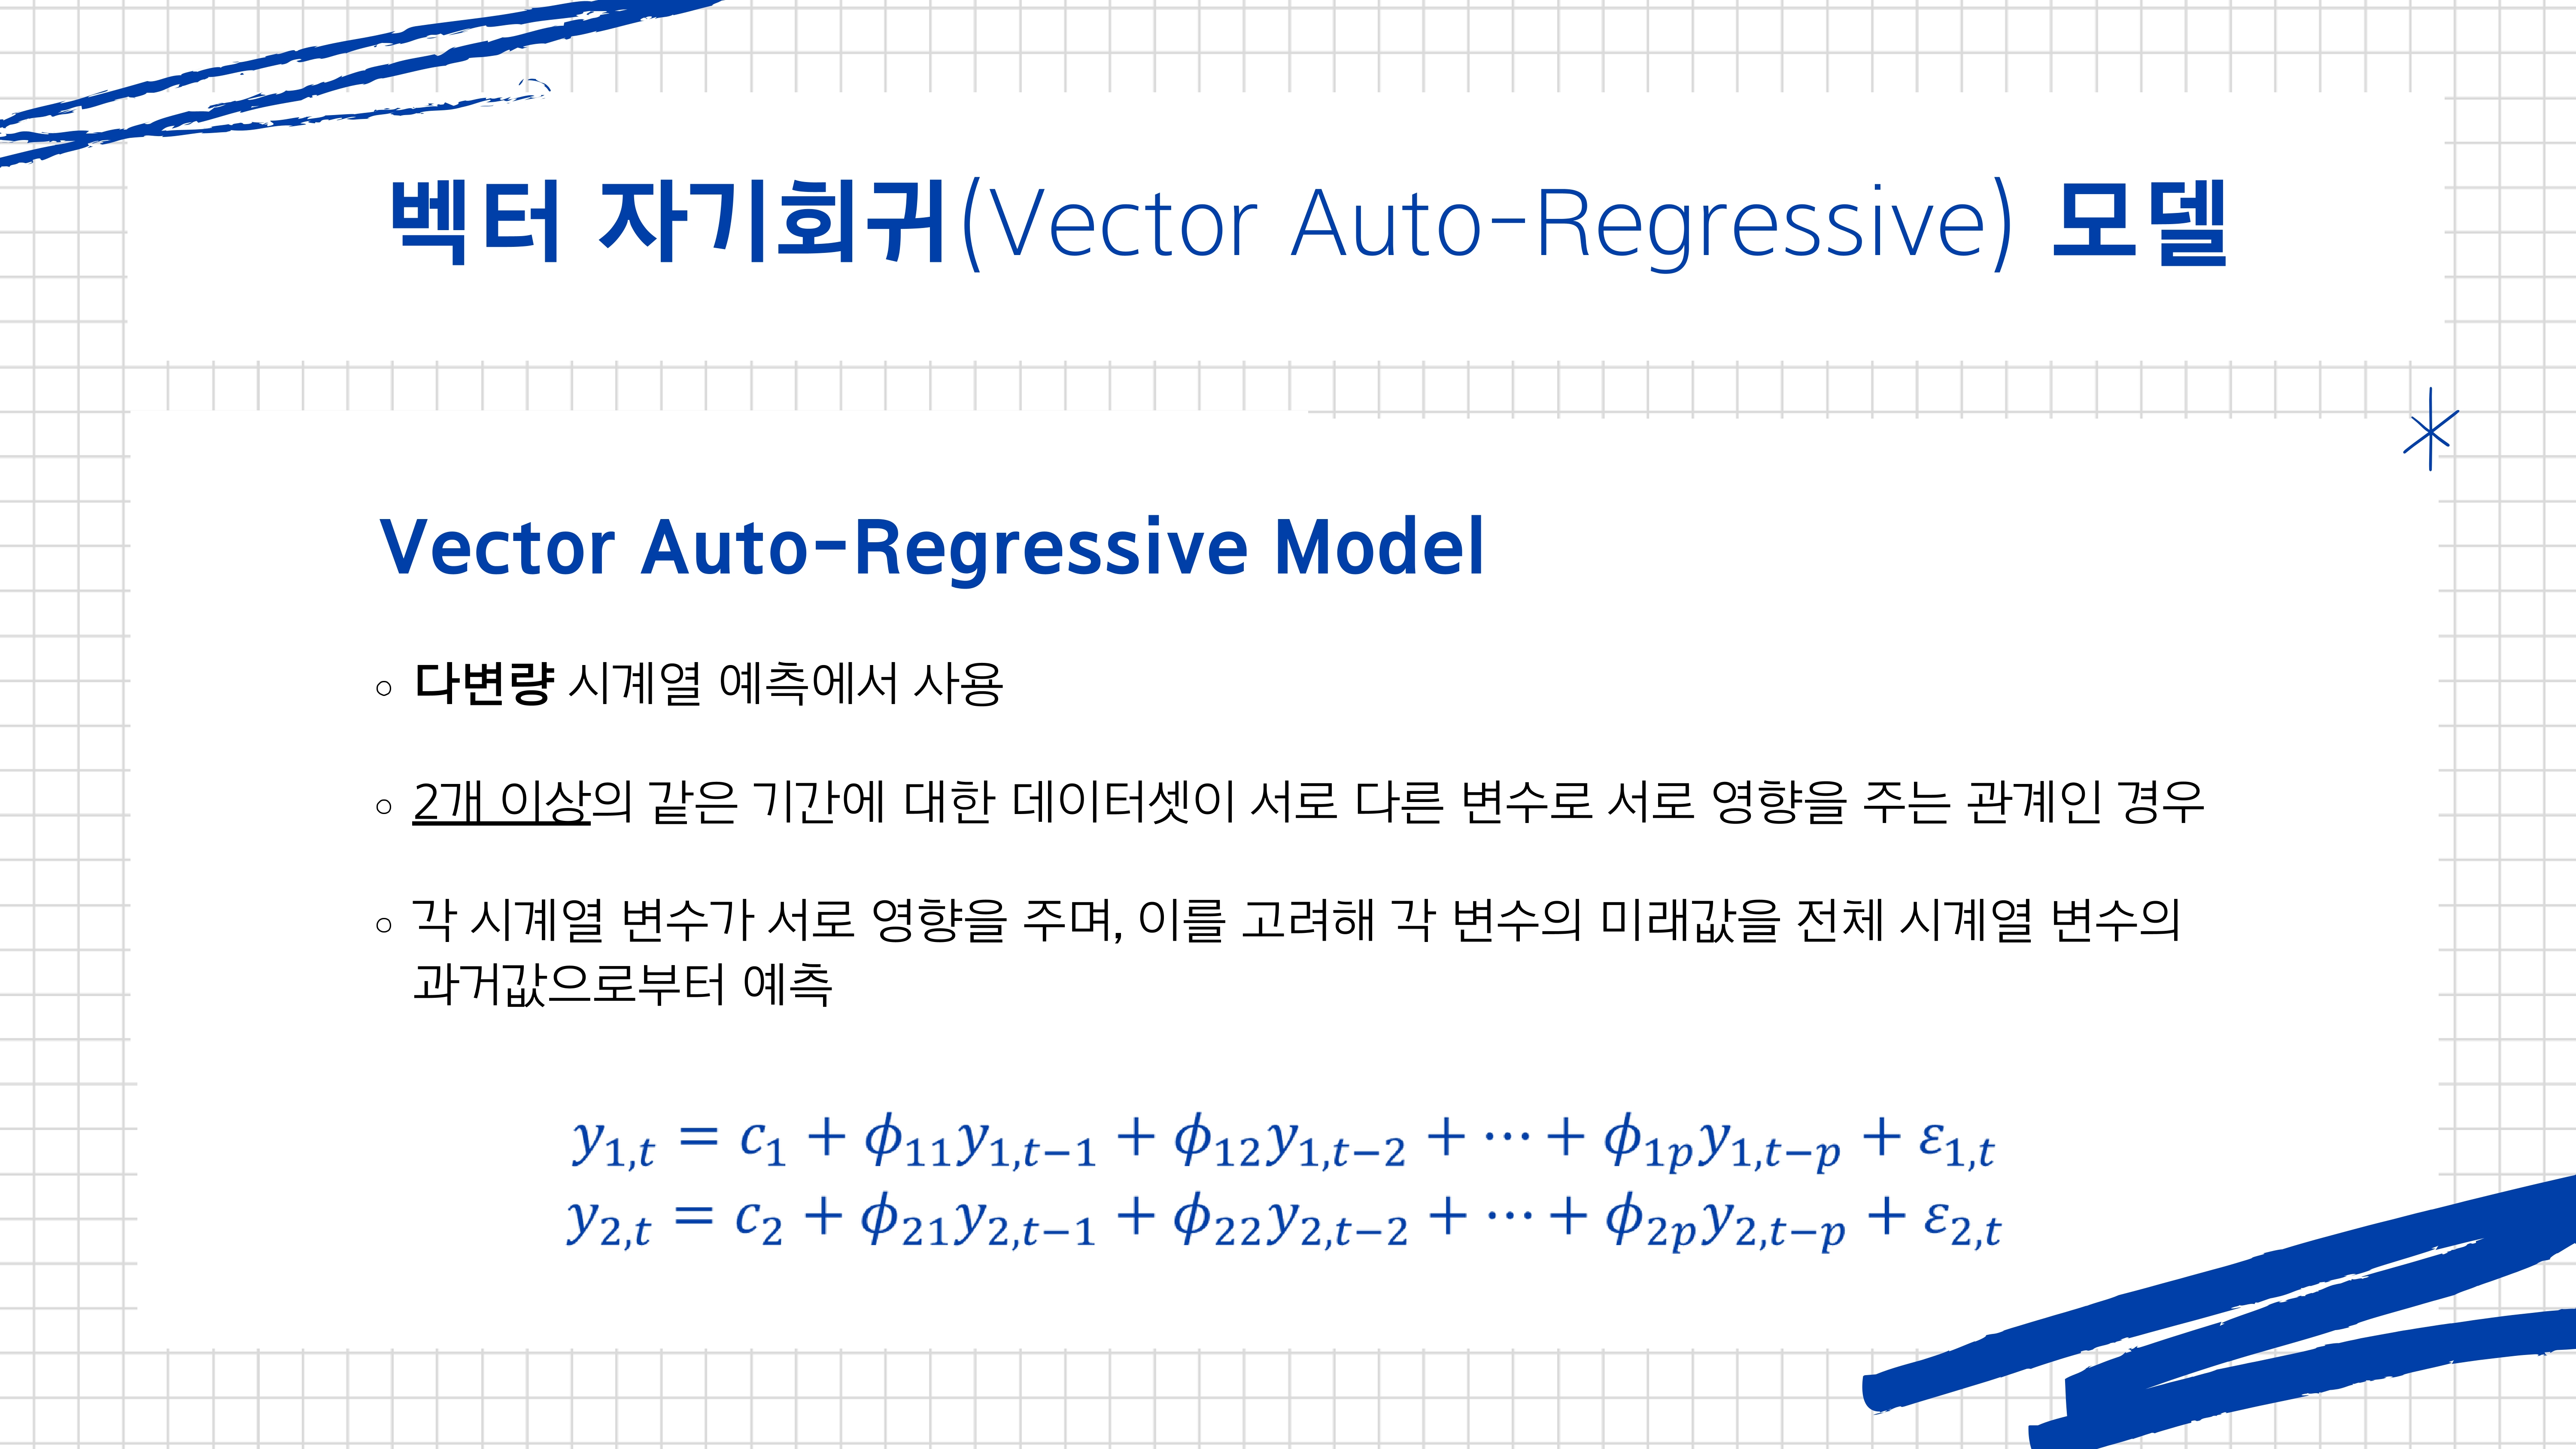 벡터 자기회귀(Vector Auto-Regressive) 모델
Vector Auto-Regressive Model
◦ 다변량 시계열 예측에서 사용
◦ 2개 이상의 같은 기간에 대한 데이터셋이 서로 다른 변수로 서로 영향을 주는 관계인 경우
◦ 각 시계열 변수가 서로 영향을 주며, 이를 고려해 각 변수의 미래값을 전체 시계열 변수의
과거값으로부터 예측
$y_{1,t} = c_1 + \phi_{11}y_{1,t-1} + \phi_{12}y_{1,t-2} + \cdots + \phi_{1p}y_{1,t-p} + \varepsilon_{1,t}$
$y_{2,t} = c_2 + \phi_{21}y_{2,t-1} + \phi_{22}y_{2,t-2} + \cdots + \phi_{2p}y_{2,t-p} + \varepsilon_{2,t}$